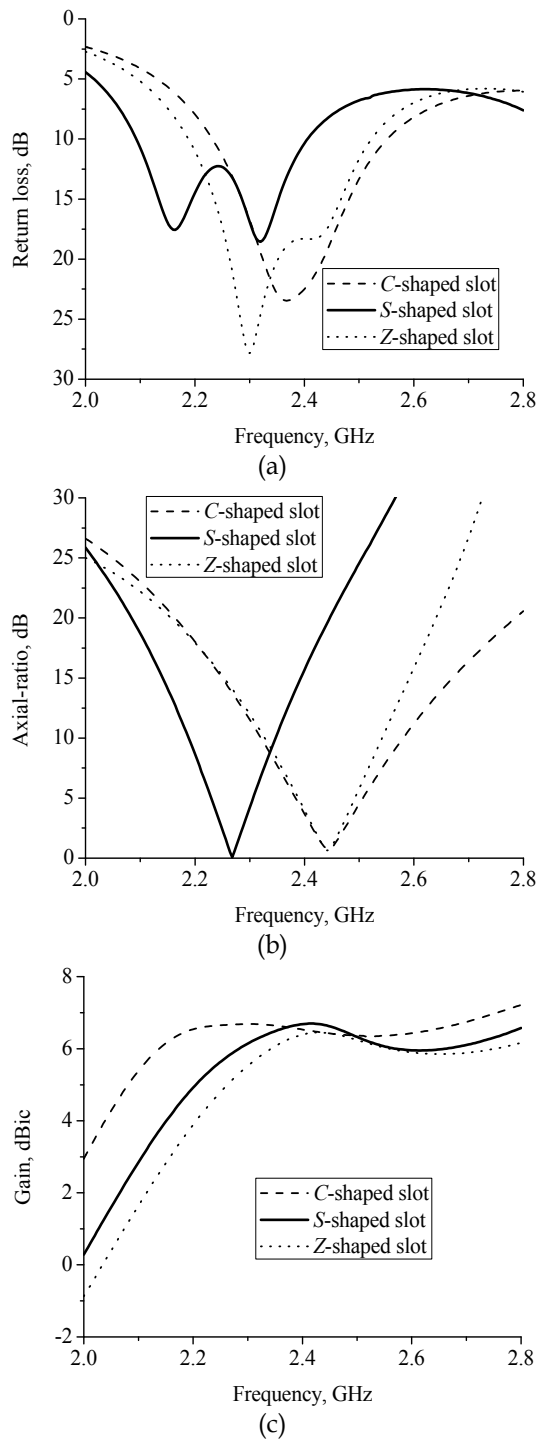 0
5
10
15
20
25
30
Return loss, dB
C-shaped slot
S-shaped slot
Z-shaped slot
2.0 2.2 2.4 2.6 2.8
Frequency, GHz
(a)
30
25
20
15
10
5
0
Axial-ratio, dB
C-shaped slot
S-shaped slot
Z-shaped slot
2.0 2.2 2.4 2.6 2.8
Frequency, GHz
(b)
8
6
4
2
0
-2
Gain, dBic
C-shaped slot
S-shaped slot
Z-shaped slot
2.0 2.2 2.4 2.6 2.8
Frequency, GHz
(c)